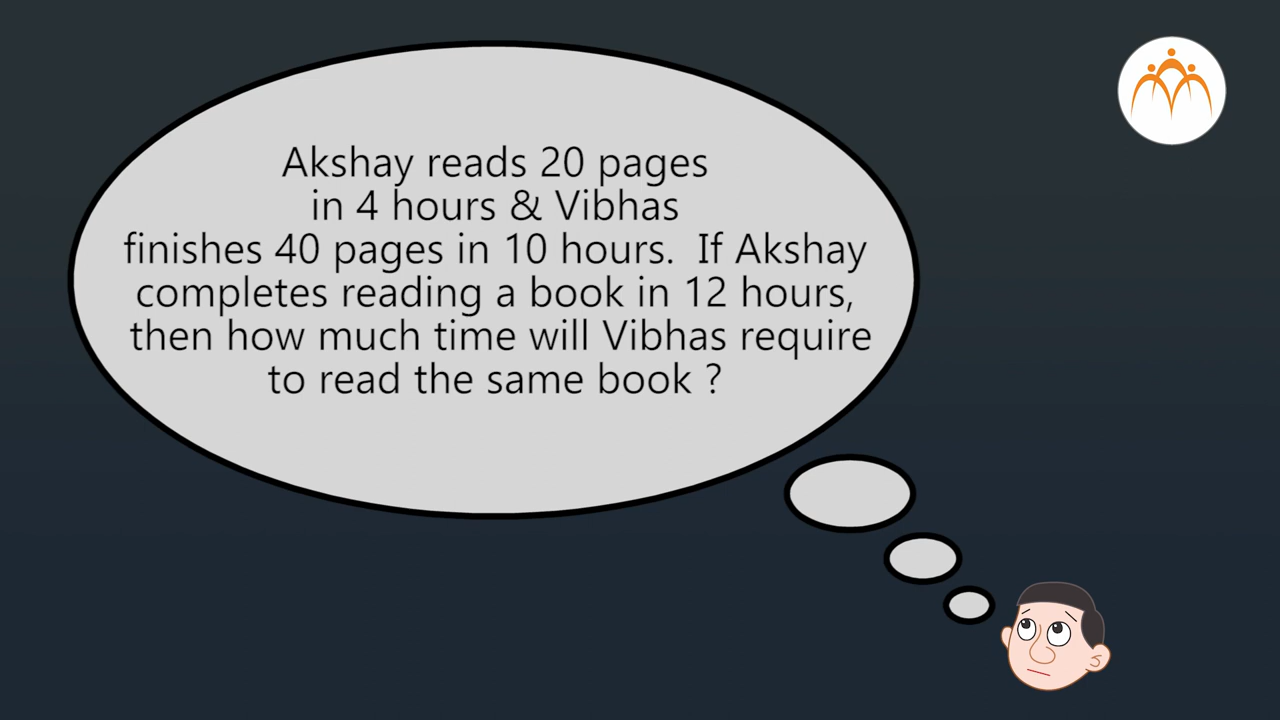 Akshay reads 20 pages
in 4 hours & Vibhas
finishes 40 pages in 10 hours.  If Akshay
completes reading a book in 12 hours,
then how much time will Vibhas require
to read the same book ?